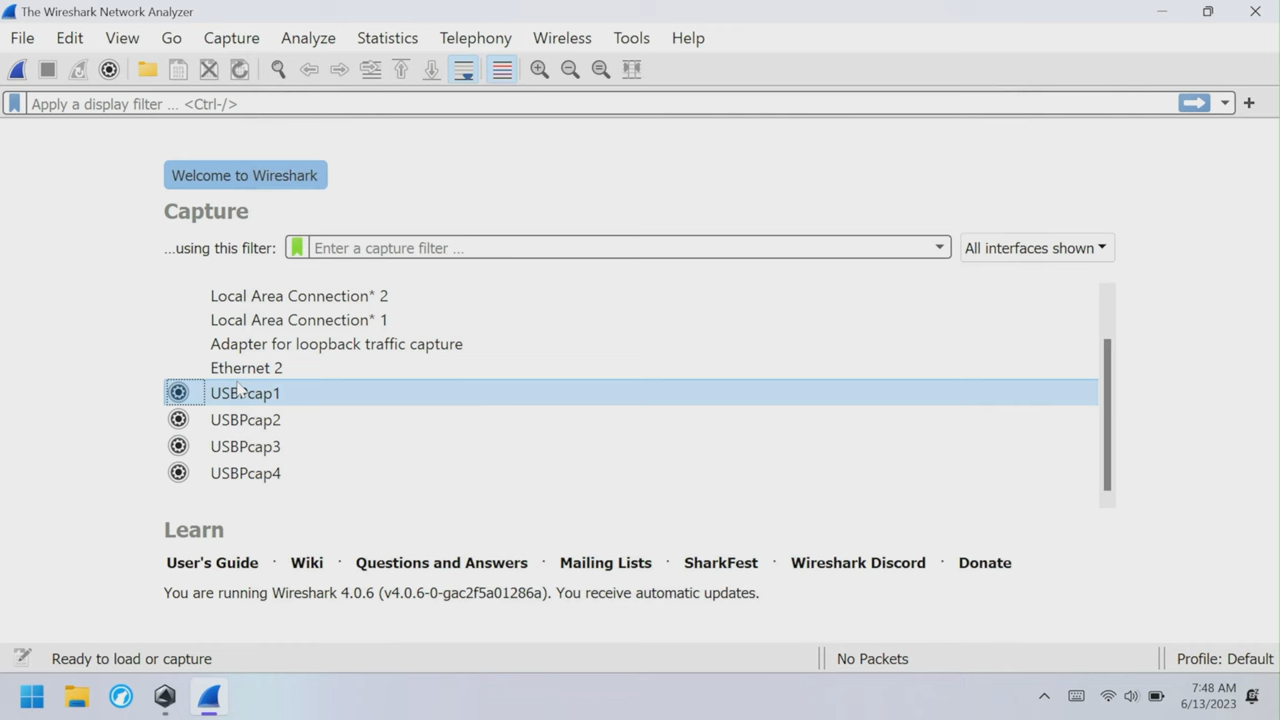 The Wireshark Network Analyzer
File Edit View Go Capture Analyze Statistics Telephony Wireless Tools Help
Apply a display filter ... <Ctrl-/>
Welcome to Wireshark
Capture
...using this filter: Enter a capture filter ... All interfaces shown
Local Area Connection* 2
Local Area Connection* 1
Adapter for loopback traffic capture
Ethernet 2
USBPcap1
USBPcap2
USBPcap3
USBPcap4
Learn
User's Guide · Wiki · Questions and Answers · Mailing Lists · SharkFest · Wireshark Discord · Donate
You are running Wireshark 4.0.6 (v4.0.6-0-gac2f5a01286a). You receive automatic updates.
Ready to load or capture No Packets Profile: Default
7:48 AM
6/13/2023